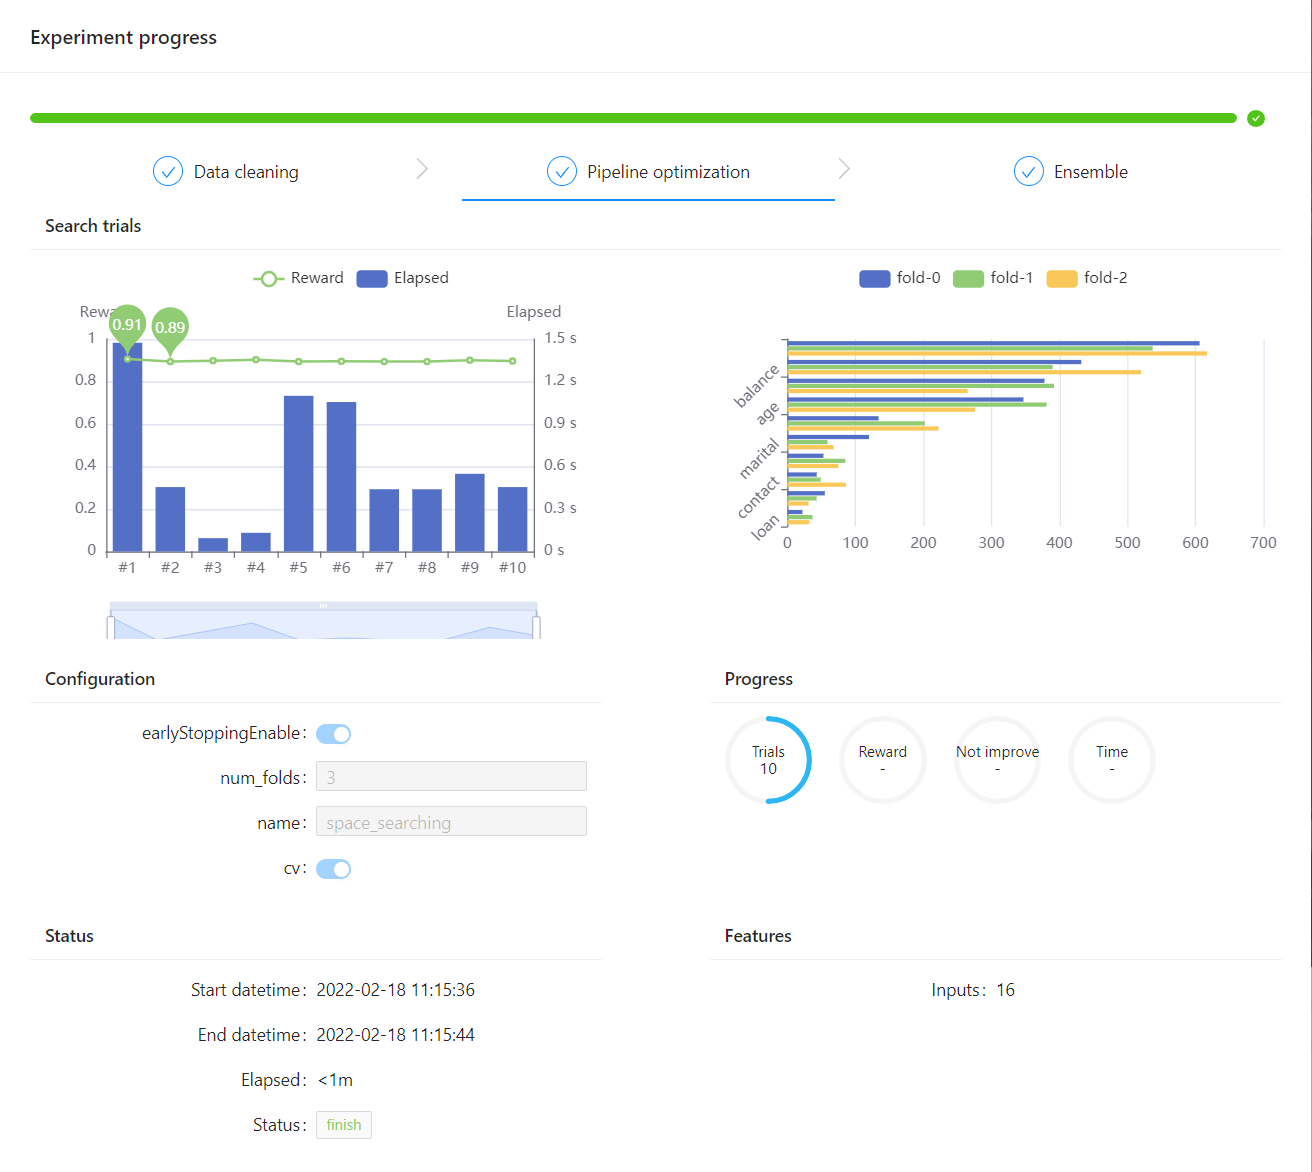 Experiment progress
Data cleaning
Pipeline optimization
Ensemble
Search trials
Reward Elapsed
Elapsed
0.91 0.89
1 1.5 s
0.8 1.2 s
0.6 0.9 s
0.4 0.6 s
0.2 0.3 s
0 0 s
#1 #2 #3 #4 #5 #6 #7 #8 #9 #10
fold-0 fold-1 fold-2
balance
age
marital
contact
loan
0 100 200 300 400 500 600 700
Configuration
earlyStoppingEnable:
num_folds: 3
name: space_searching
cv:
Progress
Trials
10
Reward
-
Not improve
-
Time
-
Status
Start datetime: 2022-02-18 11:15:36
End datetime: 2022-02-18 11:15:44
Elapsed: <1m
Status: finish
Features
Inputs: 16